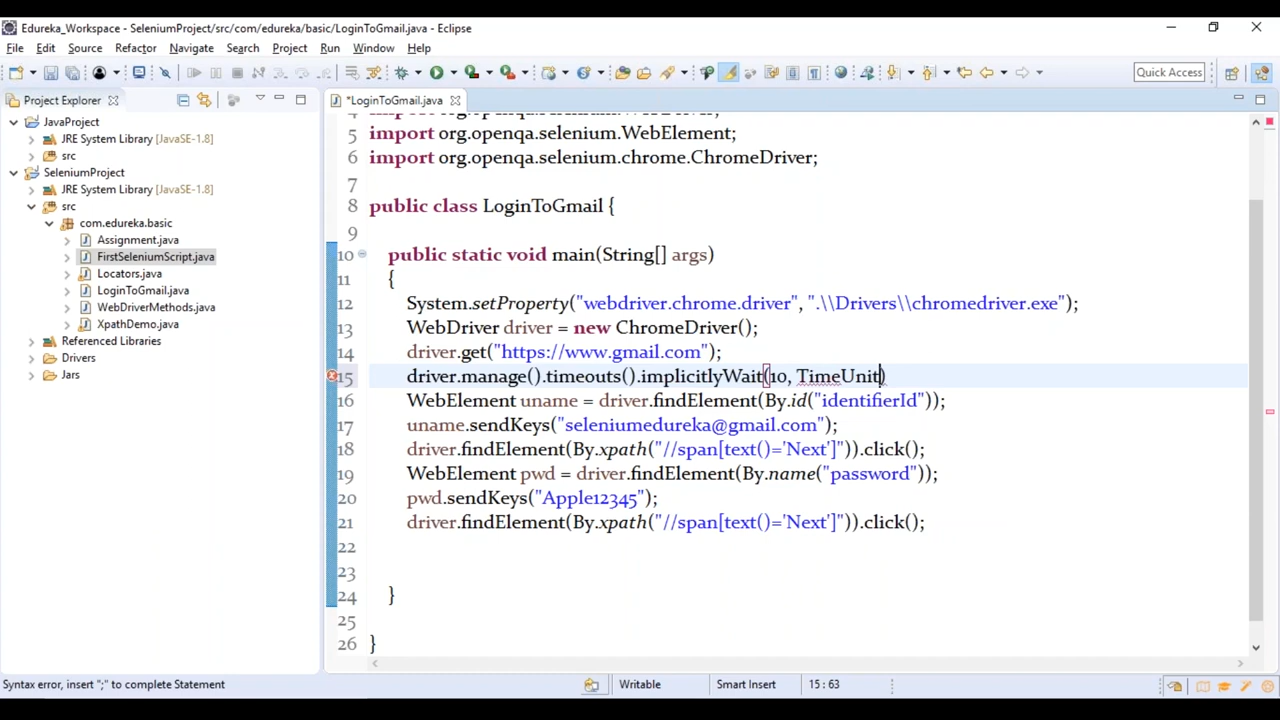 Edureka_Workspace - SeleniumProject/src/com/edureka/basic/LoginToGmail.java - Eclipse
File Edit Source Refactor Navigate Search Project Run Window Help
Quick Access
Project Explorer
*LoginToGmail.java
JavaProject
JRE System Library [JavaSE-1.8]
src
SeleniumProject
JRE System Library [JavaSE-1.8]
src
com.edureka.basic
Assignment.java
FirstSeleniumScript.java
Locators.java
LoginToGmail.java
WebDriverMethods.java
XpathDemo.java
Referenced Libraries
Drivers
Jars
5 import org.openqa.selenium.WebElement;
6 import org.openqa.selenium.chrome.ChromeDriver;
7
8 public class LoginToGmail {
9
10 public static void main(String[] args)
11 {
12 System.setProperty("webdriver.chrome.driver", ".\\Drivers\\chromedriver.exe");
13 WebDriver driver = new ChromeDriver();
14 driver.get("https://www.gmail.com");
15 driver.manage().timeouts().implicitlyWait(10, TimeUnit)
16 WebElement uname = driver.findElement(By.id("identifierId"));
17 uname.sendKeys("seleniumedureka@gmail.com");
18 driver.findElement(By.xpath("//span[text()='Next']")).click();
19 WebElement pwd = driver.findElement(By.name("password"));
20 pwd.sendKeys("Apple12345");
21 driver.findElement(By.xpath("//span[text()='Next']")).click();
22
23
24 }
25
26 }
Syntax error, insert ";" to complete Statement
Writable
Smart Insert
15 : 63